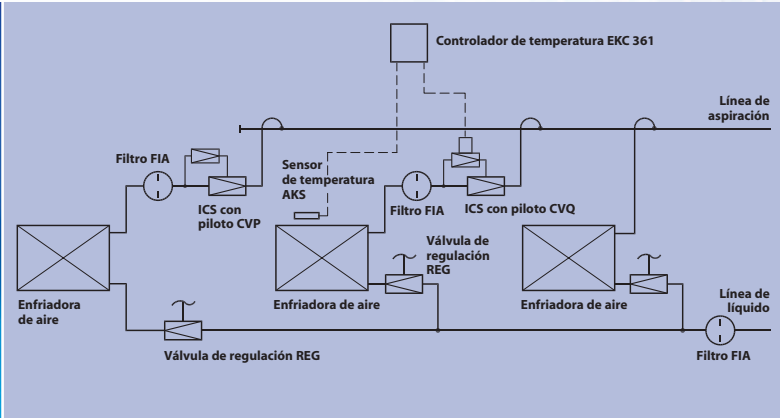 Controlador de temperatura EKC 361
Línea de
aspiración
Filtro FIA
Sensor
de temperatura
AKS
ICS con
piloto CVP
Filtro FIA
ICS con piloto CVQ
Válvula de
regulación
REG
Enfriadora
de aire
Enfriadora de aire
Enfriadora de aire
Línea de
líquido
Válvula de regulación REG
Filtro FIA